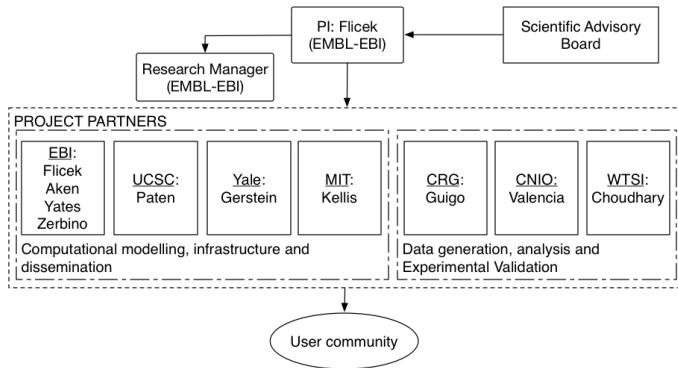 PI: Flicek
(EMBL-EBI)
Scientific Advisory
Board
Research Manager
(EMBL-EBI)
PROJECT PARTNERS
EBI:
Flicek
Aken
Yates
Zerbino
UCSC:
Paten
Yale:
Gerstein
MIT:
Kellis
Computational modelling, infrastructure and
dissemination
CRG:
Guigo
CNIO:
Valencia
WTSI:
Choudhary
Data generation, analysis and
Experimental Validation
User community